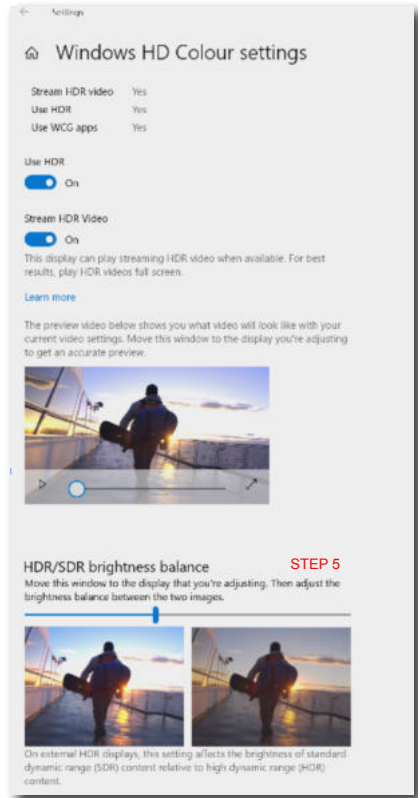 Settings
Windows HD Colour settings
Stream HDR video Yes
Use HDR Yes
Use WCG apps Yes
Use HDR
On
Stream HDR Video
On
This display can play streaming HDR video when available. For best
results, play HDR videos full screen.
Learn more
The preview video below shows you what video will look like with your
current video settings. Move this window to the display you're adjusting
to get an accurate preview.
HDR/SDR brightness balance STEP 5
Move this window to the display that you're adjusting. Then adjust the
brightness balance between the two images.
On external HDR displays, this setting affects the brightness of standard
dynamic range (SDR) content relative to high dynamic range (HDR)
content.